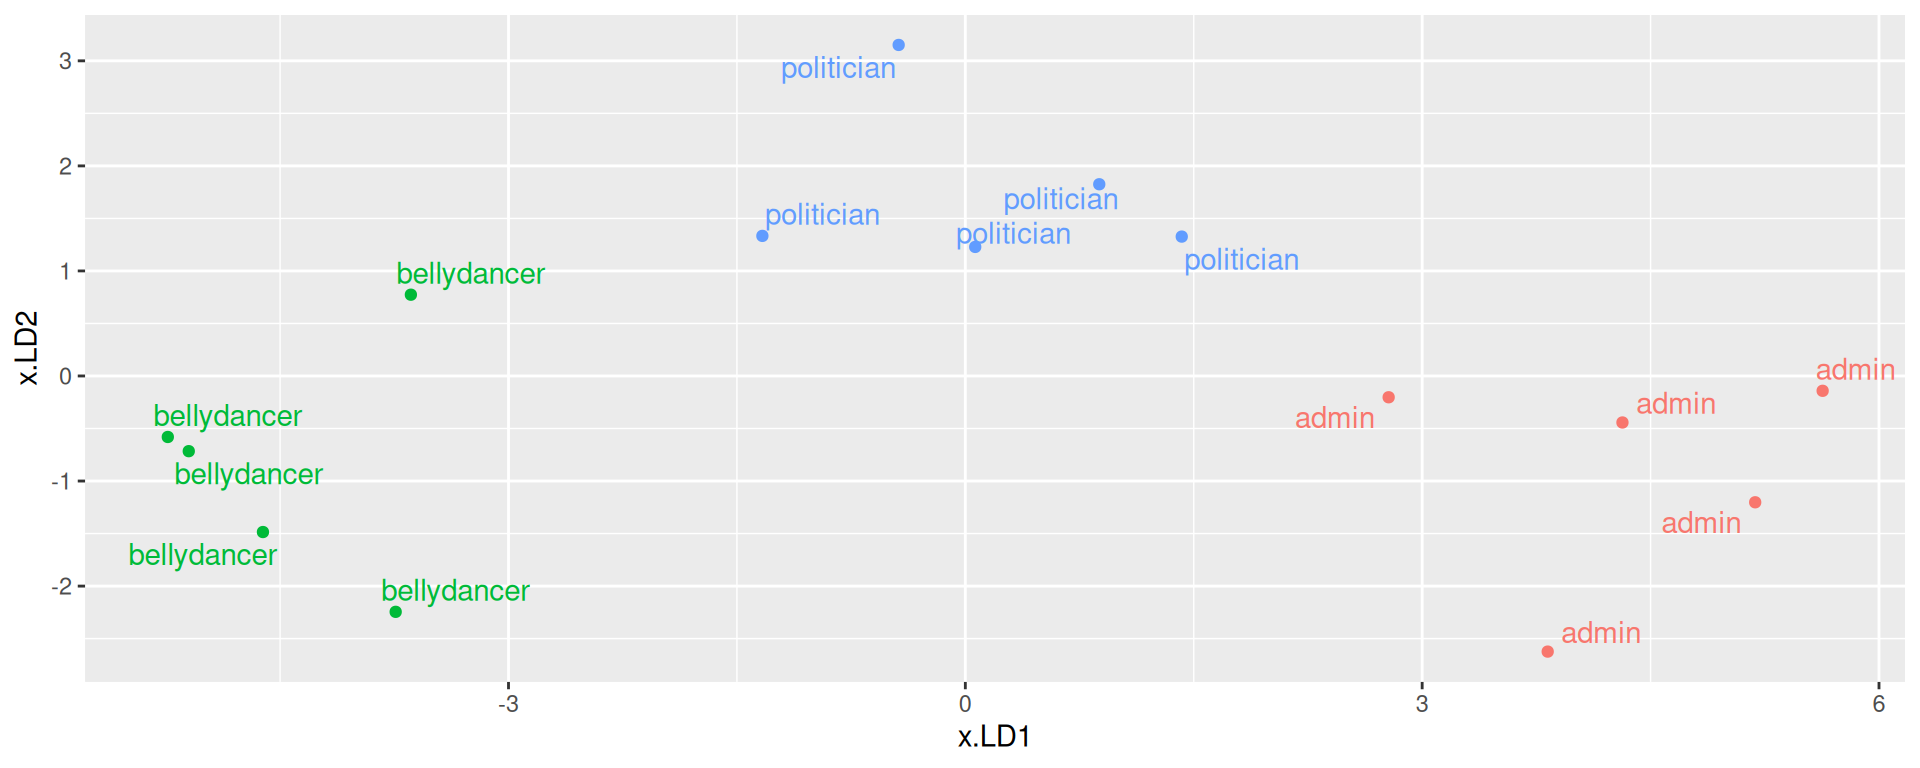 3
politician
2
politician
politician
politician
politician
1
bellydancer
x.LD2
0
admin
admin
admin
bellydancer
-1
bellydancer
admin
bellydancer
-2
bellydancer
admin
-3
0
3
6
x.LD1